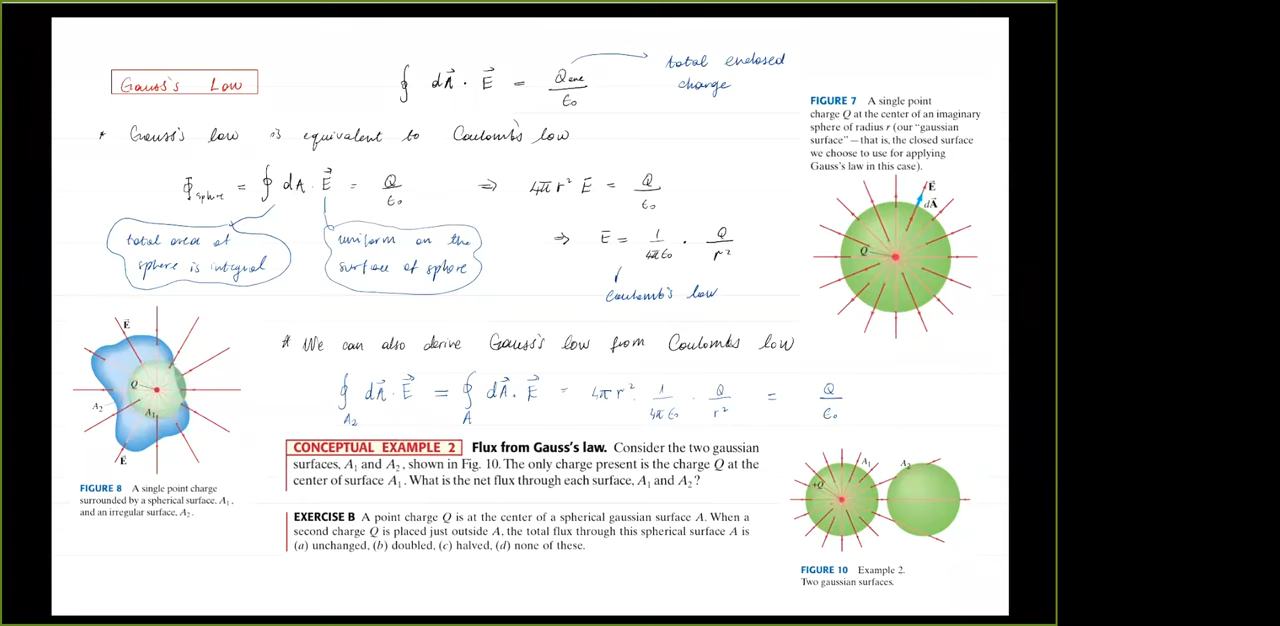 Gauss's Low
∮ dA⃗ · E⃗ = Qenc / ε₀
total enclosed
charge
* Gauss's low is equivalent to Coulomb's low
Φsphere = ∮ dA · E⃗ = Q / ε₀ ⇒ 4πr² E = Q / ε₀
total area of
sphere is integral
uniform on the
surface of sphere
⇒ E = 1 / 4πε₀ · Q / r²
Coulomb's low
FIGURE 7 A single point
charge Q at the center of an imaginary
sphere of radius r (our "gaussian
surface"—that is, the closed surface
we choose to use for applying
Gauss's law in this case).
E⃗
dA⃗
Q
* We can also derive Gauss's low from Coulombs low
∮A₂ dA⃗ · E⃗ = ∮A dA⃗ · E⃗ = 4πr² · 1 / 4πε₀ · Q / r² = Q / ε₀
E⃗
Q
A₂
A₁
E⃗
FIGURE 8 A single point charge
surrounded by a spherical surface, A₁,
and an irregular surface, A₂.
CONCEPTUAL EXAMPLE 2 Flux from Gauss's law. Consider the two gaussian
surfaces, A₁ and A₂, shown in Fig. 10. The only charge present is the charge Q at the
center of surface A₁. What is the net flux through each surface, A₁ and A₂?
EXERCISE B A point charge Q is at the center of a spherical gaussian surface A. When a
second charge Q is placed just outside A, the total flux through this spherical surface A is
(a) unchanged, (b) doubled, (c) halved, (d) none of these.
A₁
A₂
+Q
FIGURE 10 Example 2.
Two gaussian surfaces.